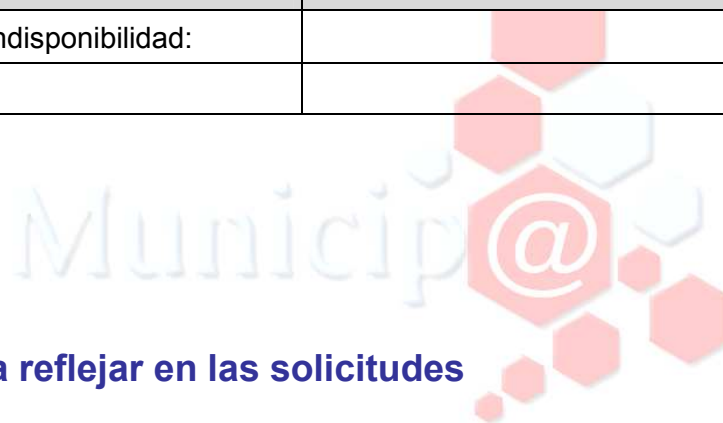 ndisponibilidad:
Municip@
a reflejar en las solicitudes